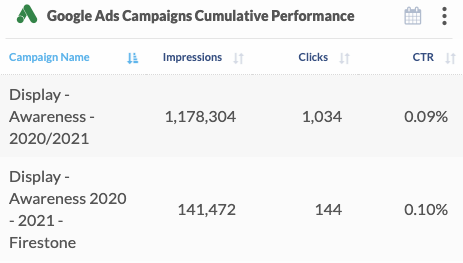 Google Ads Campaigns Cumulative Performance
Campaign Name Impressions Clicks CTR
Display -
Awareness -
2020/2021
1,178,304 1,034 0.09%
Display -
Awareness 2020
- 2021 -
Firestone
141,472 144 0.10%